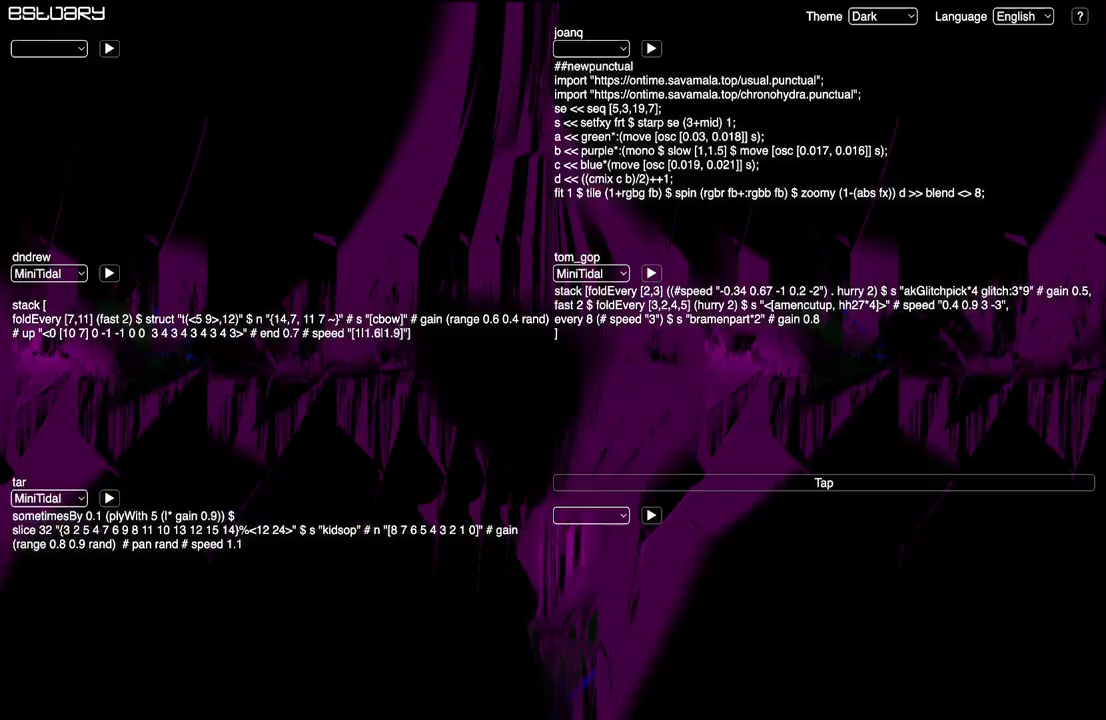 estuary
Theme Dark Language English ?
joanq
##newpunctual
import "https://ontime.savamala.top/usual.punctual";
import "https://ontime.savamala.top/chronohydra.punctual";
se << seq [5,3,19,7];
s << setfxy frt $ starp se (3+mid) 1;
a << green*:(move [osc [0.03, 0.018]] s);
b << purple*:(mono $ slow [1,1.5] $ move [osc [0.017, 0.016]] s);
c << blue*(move [osc [0.019, 0.021]] s);
d << ((cmix c b)/2)++1;
fit 1 $ tile (1+rgbg fb) $ spin (rgbr fb+:rgbb fb) $ zoomy (1-(abs fx)) d >> blend <> 8;
dndrew
MiniTidal
stack [
foldEvery [7,11] (fast 2) $ struct "t(<5 9>,12)" $ n "{14,7, 11 7 ~}" # s "[cbow]" # gain (range 0.6 0.4 rand)
# up "<0 [10 7] 0 -1 -1 0 0  3 4 3 4 3 4 3 4 3>" # end 0.7 # speed "[1|1.6|1.9]"]
tom_gop
MiniTidal
stack [foldEvery [2,3] ((#speed "-0.34 0.67 -1 0.2 -2") . hurry 2) $ s "akGlitchpick*4 glitch:3*9" # gain 0.5,
fast 2 $ foldEvery [3,2,4,5] (hurry 2) $ s "<[amencutup, hh27*4]>" # speed "0.4 0.9 3 -3",
every 8 (# speed "3") $ s "bramenpart*2" # gain 0.8
]
tar
MiniTidal
sometimesBy 0.1 (plyWith 5 (|* gain 0.9)) $
slice 32 "{3 2 5 4 7 6 9 8 11 10 13 12 15 14}%<12 24>" $ s "kidsop" # n "[8 7 6 5 4 3 2 1 0]" # gain
(range 0.8 0.9 rand)  # pan rand # speed 1.1
Tap